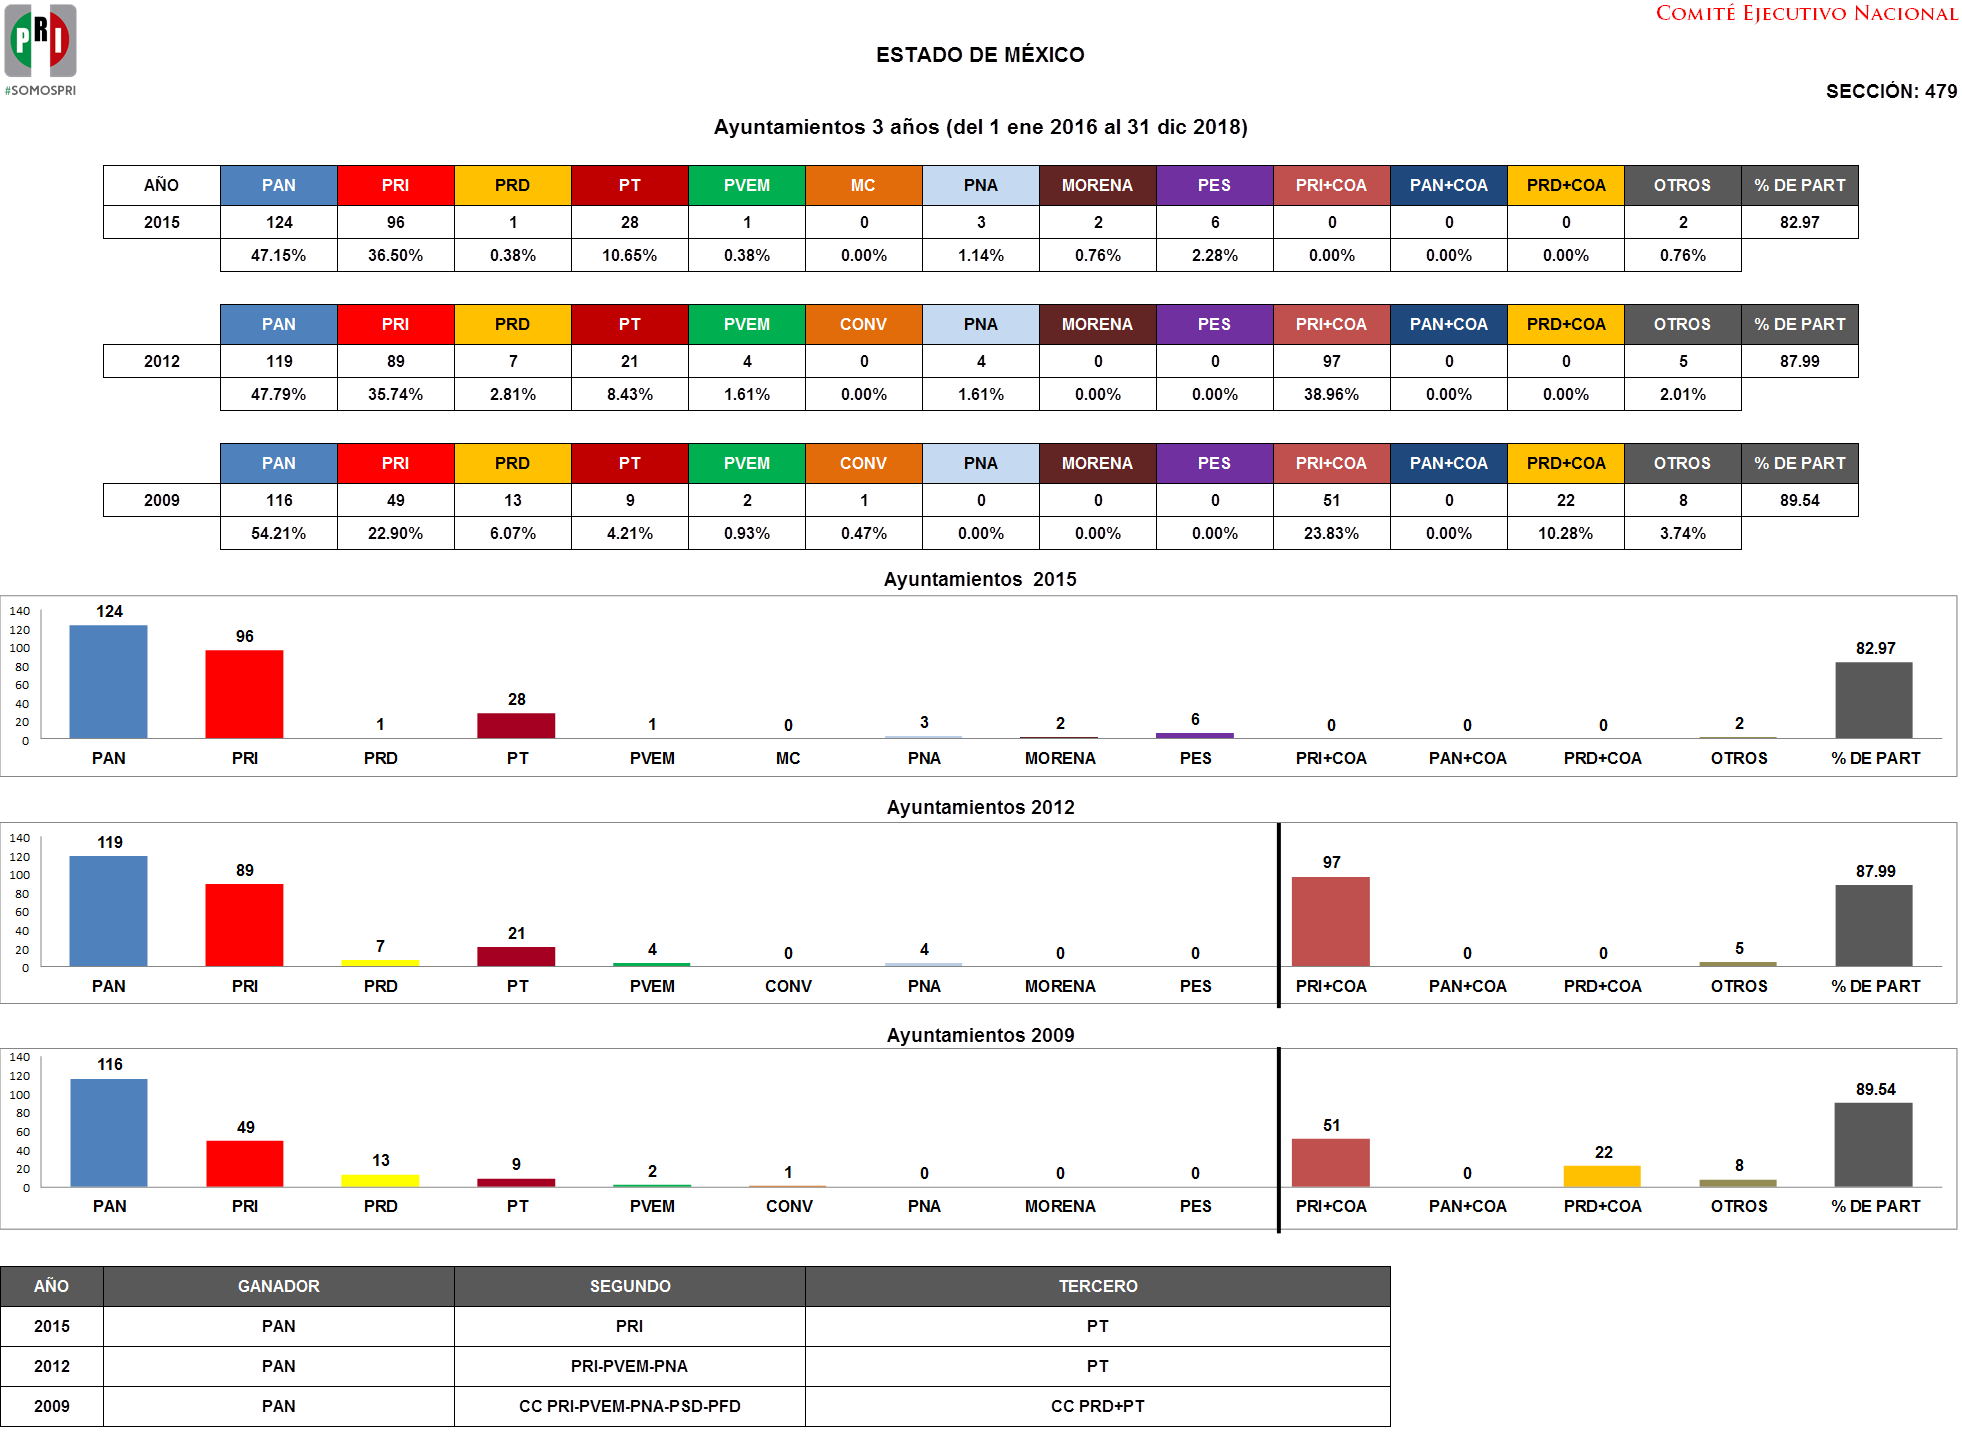 PRI
#SOMOSPRI
COMITÉ EJECUTIVO NACIONAL
ESTADO DE MÉXICO
SECCIÓN: 479
Ayuntamientos 3 años (del 1 ene 2016 al 31 dic 2018)
AÑO PAN PRI PRD PT PVEM MC PNA MORENA PES PRI+COA PAN+COA PRD+COA OTROS % DE PART
2015 124 96 1 28 1 0 3 2 6 0 0 0 2 82.97
47.15% 36.50% 0.38% 10.65% 0.38% 0.00% 1.14% 0.76% 2.28% 0.00% 0.00% 0.00% 0.76%
PAN PRI PRD PT PVEM CONV PNA MORENA PES PRI+COA PAN+COA PRD+COA OTROS % DE PART
2012 119 89 7 21 4 0 4 0 0 97 0 0 5 87.99
47.79% 35.74% 2.81% 8.43% 1.61% 0.00% 1.61% 0.00% 0.00% 38.96% 0.00% 0.00% 2.01%
PAN PRI PRD PT PVEM CONV PNA MORENA PES PRI+COA PAN+COA PRD+COA OTROS % DE PART
2009 116 49 13 9 2 1 0 0 0 51 0 22 8 89.54
54.21% 22.90% 6.07% 4.21% 0.93% 0.47% 0.00% 0.00% 0.00% 23.83% 0.00% 10.28% 3.74%
Ayuntamientos 2015
140
120
100
80
60
40
20
0
124 96 1 28 1 0 3 2 6 0 0 0 2 82.97
PAN PRI PRD PT PVEM MC PNA MORENA PES PRI+COA PAN+COA PRD+COA OTROS % DE PART
Ayuntamientos 2012
140
120
100
80
60
40
20
0
119 89 7 21 4 0 4 0 0 97 0 0 5 87.99
PAN PRI PRD PT PVEM CONV PNA MORENA PES PRI+COA PAN+COA PRD+COA OTROS % DE PART
Ayuntamientos 2009
140
120
100
80
60
40
20
0
116 49 13 9 2 1 0 0 0 51 0 22 8 89.54
PAN PRI PRD PT PVEM CONV PNA MORENA PES PRI+COA PAN+COA PRD+COA OTROS % DE PART
AÑO GANADOR SEGUNDO TERCERO
2015 PAN PRI PT
2012 PAN PRI-PVEM-PNA PT
2009 PAN CC PRI-PVEM-PNA-PSD-PFD CC PRD+PT